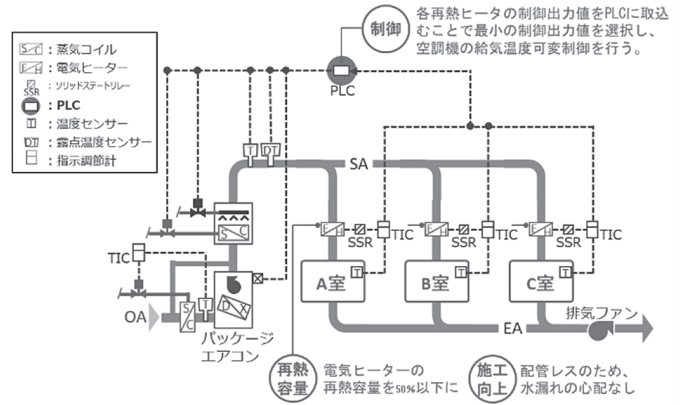 制御
各再熱ヒータの制御出力値をPLCに取込
むことで最小の制御出力値を選択し、
空調機の給気温度可変制御を行う。
S/C：蒸気コイル
E/H：電気ヒーター
SSR：ソリッドステートリレー
：PLC
T：温度センサー
DT：露点温度センサー
：指示調節計
PLC
T
DT
SA
S/C
E/H
SSR
TIC
E/H
SSR
TIC
E/H
SSR
TIC
TIC
T
A室
T
B室
T
C室
T
OA
S/C
DX
パッケージ
エアコン
EA
排気ファン
再熱
容量
電気ヒーターの
再熱容量を50%以下に
施工
向上
配管レスのため、
水漏れの心配なし